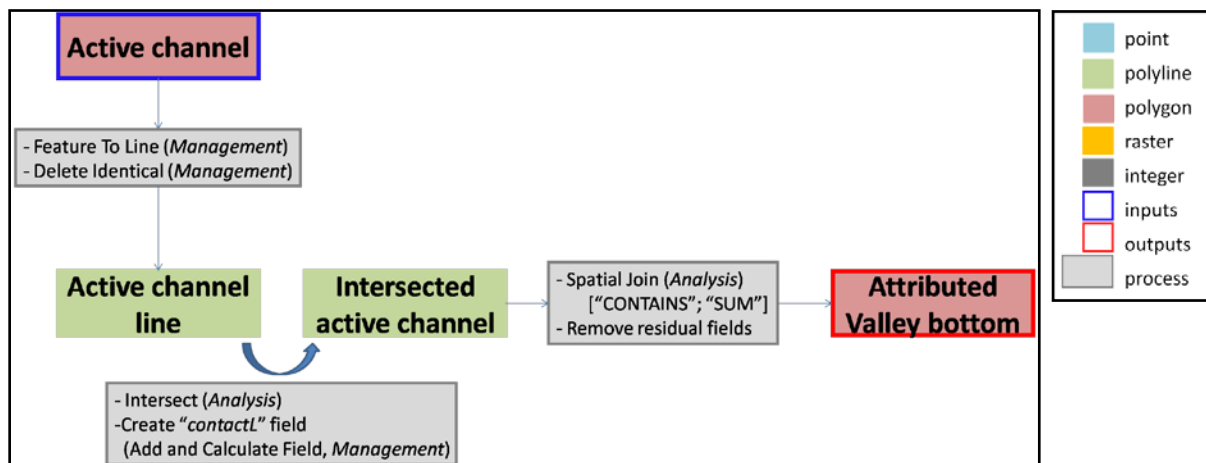 Active channel
- Feature To Line (Management)
- Delete Identical (Management)
Active channel
line
Intersected
active channel
- Spatial Join (Analysis)
[“CONTAINS”; “SUM”]
- Remove residual fields
Attributed
Valley bottom
- Intersect (Analysis)
-Create “contactL” field
(Add and Calculate Field, Management)
point
polyline
polygon
raster
integer
inputs
outputs
process